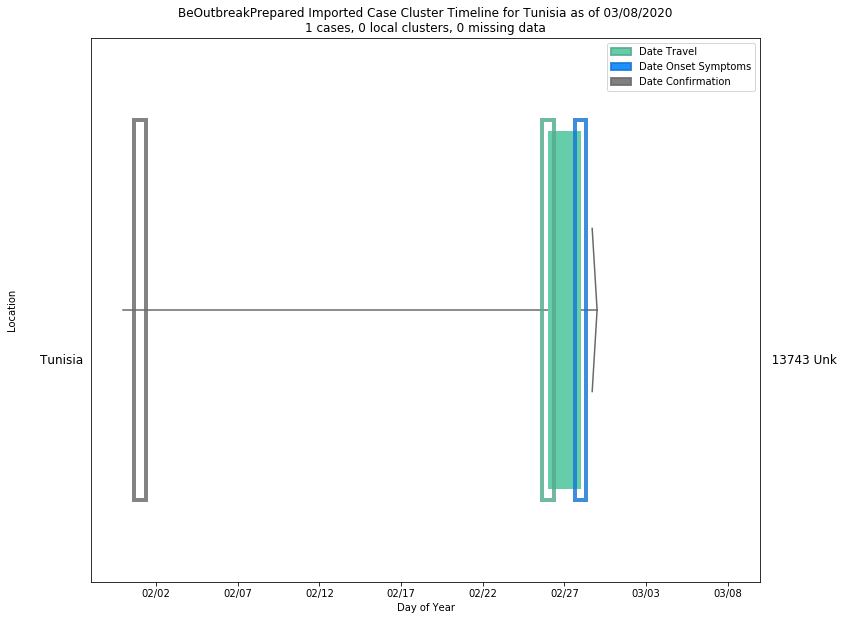 BeOutbreakPrepared Imported Case Cluster Timeline for Tunisia as of 03/08/2020
1 cases, 0 local clusters, 0 missing data
Date Travel
Date Onset Symptoms
Date Confirmation
Location
Tunisia
13743 Unk
02/02 02/07 02/12 02/17 02/22 02/27 03/03 03/08
Day of Year